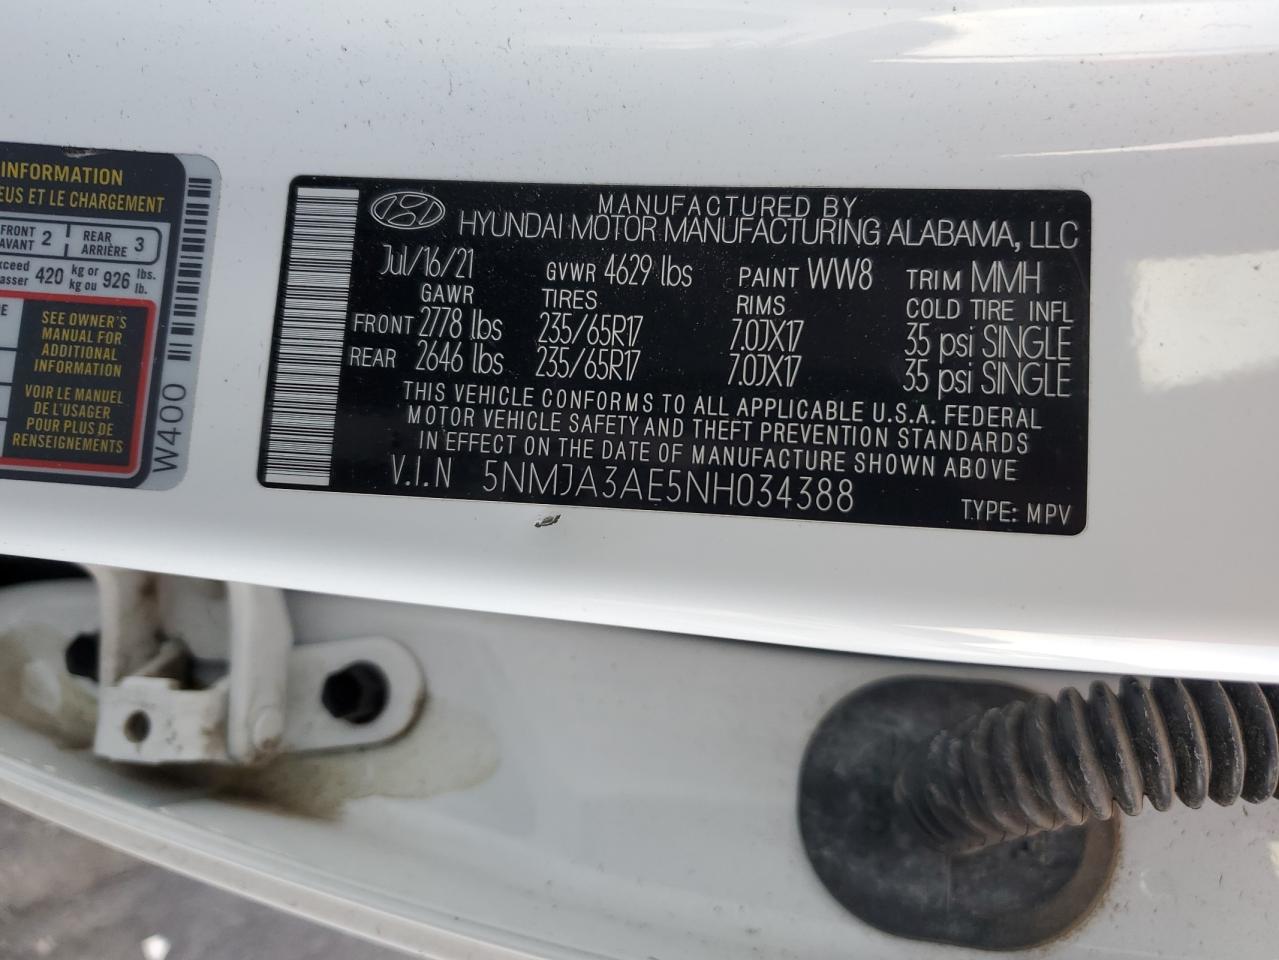 INFORMATION
EUS ET LE CHARGEMENT
FRONT AVANT 2 REAR ARRIÈRE 3
420 kg or kg ou 926 lbs. lb.
SEE OWNER'S
MANUAL FOR
ADDITIONAL
INFORMATION
VOIR LE MANUEL
DE L'USAGER
POUR PLUS DE
RENSEIGNEMENTS
W400
MANUFACTURED BY
HYUNDAI MOTOR MANUFACTURING ALABAMA, LLC
Jul/16/21 GVWR 4629 lbs PAINT WW8 TRIM MMH
GAWR TIRES RIMS COLD TIRE INFL
FRONT 2778 lbs 235/65R17 7.0JX17 35 psi SINGLE
REAR 2646 lbs 235/65R17 7.0JX17 35 psi SINGLE
THIS VEHICLE CONFORMS TO ALL APPLICABLE U.S.A. FEDERAL
MOTOR VEHICLE SAFETY AND THEFT PREVENTION STANDARDS
IN EFFECT ON THE DATE OF MANUFACTURE SHOWN ABOVE
V.I.N 5NMJA3AE5NH034388
TYPE: MPV